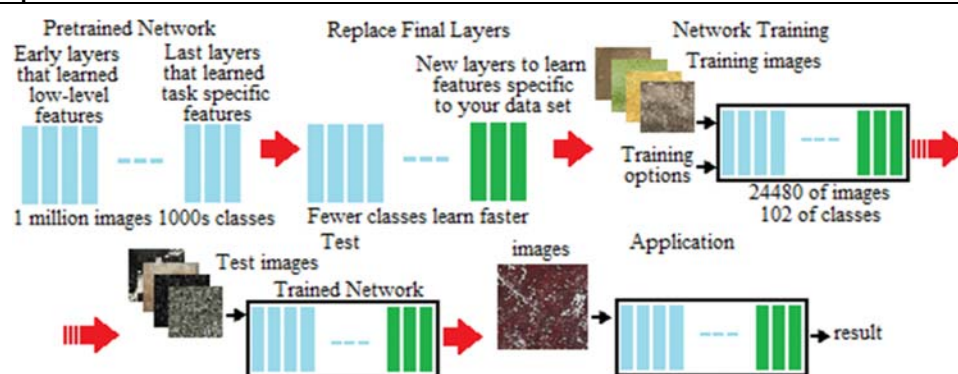 Pretrained Network
Early layers
that learned
low-level
features
Last layers
that learned
task specific
features
1 million images 1000s classes
Replace Final Layers
New layers to learn
features specific
to your data set
Fewer classes learn faster
Network Training
Training images
Training
options
24480 of images
102 of classes
Test
Test images
Trained Network
images
Application
result